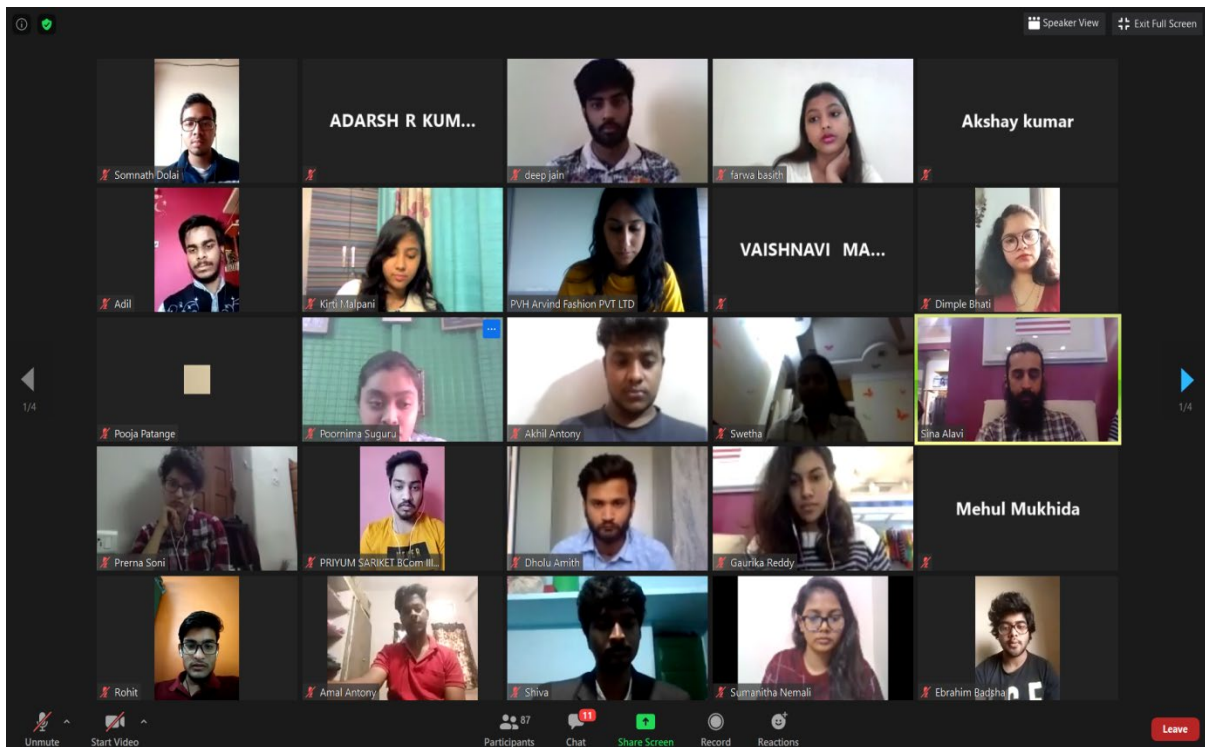 Speaker View
Exit Full Screen
Somnath Dolai
ADARSH R KUM...
deep jain
farwa basith
Akshay kumar
Adil
Kirti Malpani
PVH Arvind Fashion PVT LTD
VAISHNAVI MA...
Dimple Bhati
Pooja Patange
Poornima Suguru
Akhil Antony
Swetha
Sina Alavi
1/4
1/4
Prerna Soni
PRIYUM SARIKET BCom III...
Dholu Amith
Gaurika Reddy
Mehul Mukhida
Rohit
Amal Antony
Shiva
Sumanitha Nemali
Ebrahim Badsha
Unmute
Start Video
87
Participants
11
Chat
Share Screen
Record
Reactions
Leave